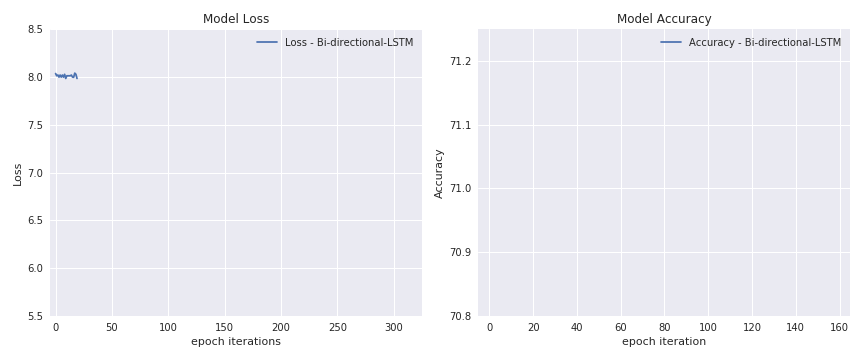 Model Loss
Loss - Bi-directional-LSTM
8.5
8.0
7.5
7.0
6.5
6.0
5.5
Loss
0 50 100 150 200 250 300
epoch iterations
Model Accuracy
Accuracy - Bi-directional-LSTM
71.2
71.1
71.0
70.9
70.8
Accuracy
0 20 40 60 80 100 120 140 160
epoch iteration